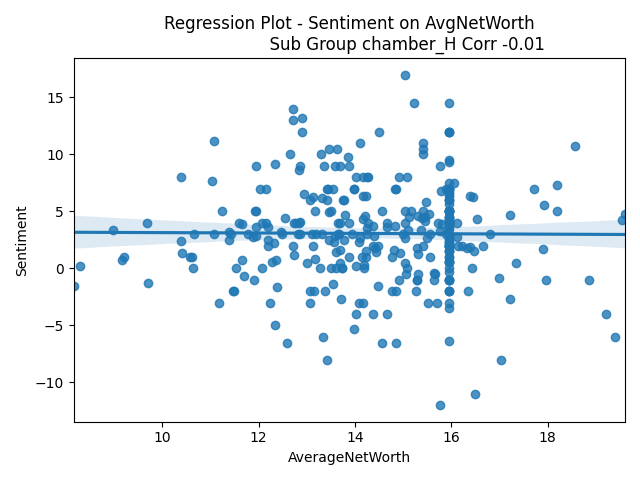 Regression Plot - Sentiment on AvgNetWorth
Sub Group chamber_H Corr -0.01
15
10
5
0
−5
−10
Sentiment
10 12 14 16 18
AverageNetWorth